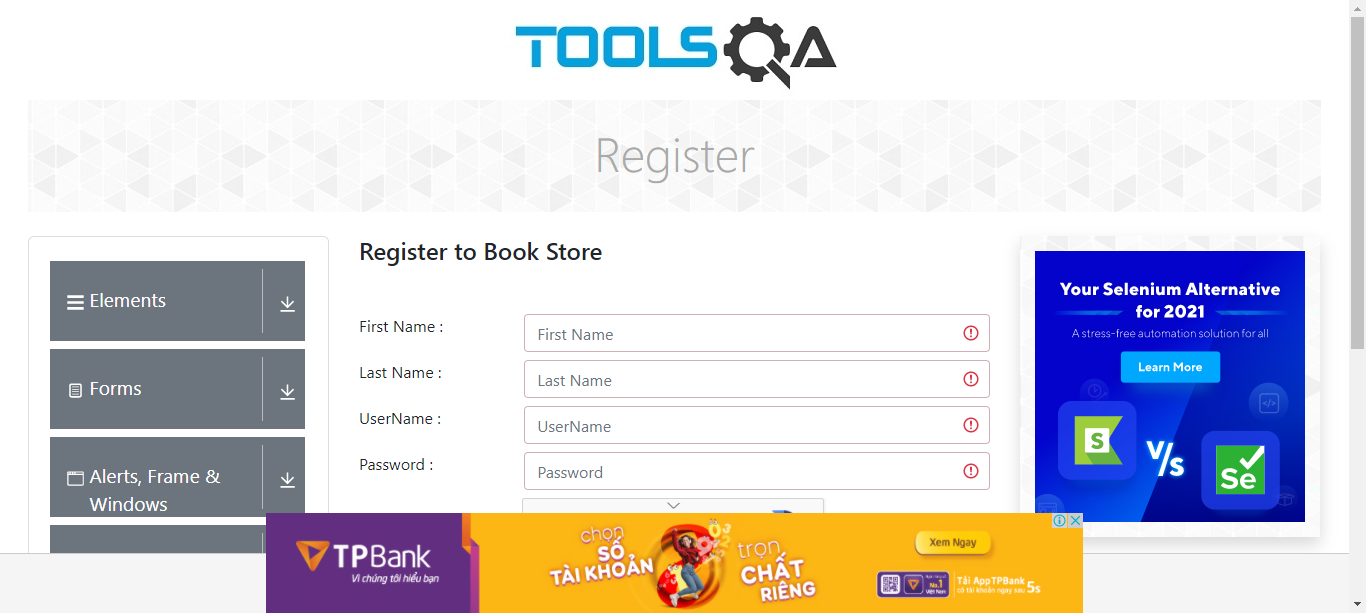 TOOLSQA
Register
Elements
Forms
Alerts, Frame &
Windows
Register to Book Store
First Name :
First Name
Last Name :
Last Name
UserName :
UserName
Password :
Password
Your Selenium Alternative
for 2021
A stress-free automation solution for all
Learn More
S
V/s
Se
TPBank
Vì chúng tôi hiểu bạn
chọn
SỐ
TÀI KHOẢN
trọn
CHẤT
RIÊNG
Xem Ngay
No.1
Tải App TPBank
có tài khoản ngay sau 5s